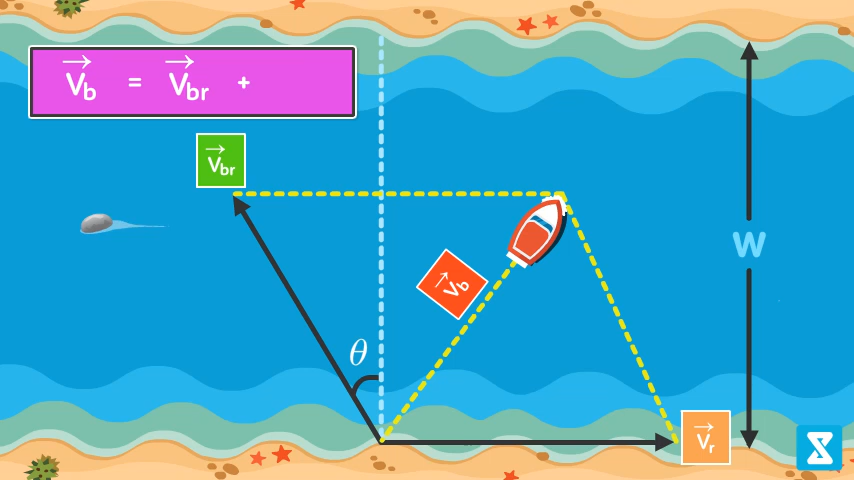 V⃗b = V⃗br +
V⃗br
V⃗b
W
θ
V⃗r